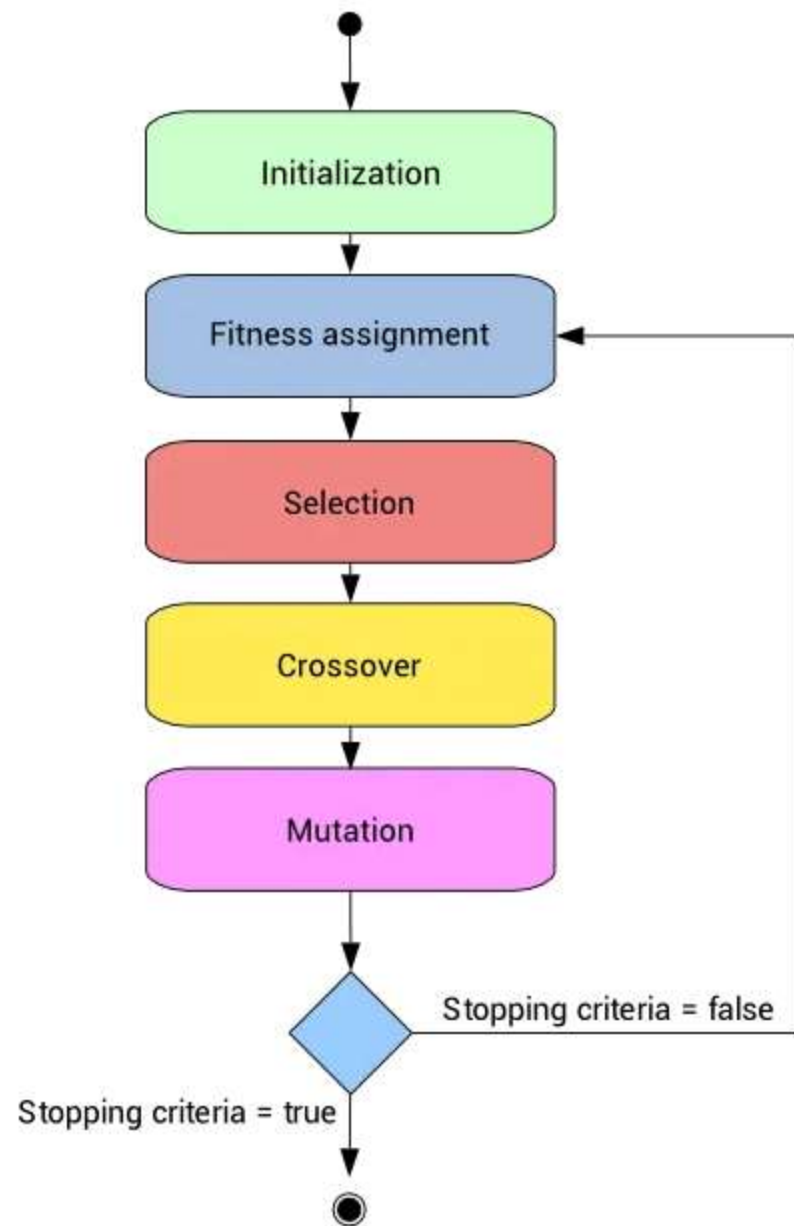 Initialization
Fitness assignment
Selection
Crossover
Mutation
Stopping criteria = false
Stopping criteria = true